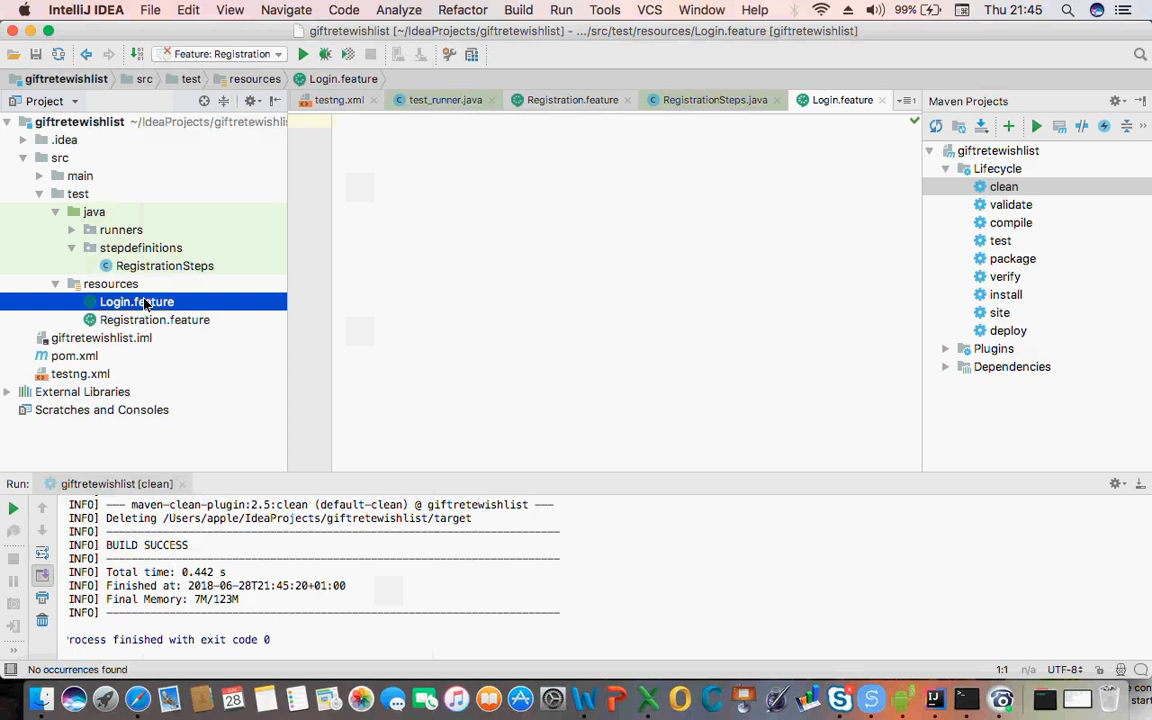 IntelliJ IDEA File Edit View Navigate Code Analyze Refactor Build Run Tools VCS Window Help 99% Thu 21:45
giftretewishlist [~/IdeaProjects/giftretewishlist] - .../src/test/resources/Login.feature [giftretewishlist]
Feature: Registration
giftretewishlist src test resources Login.feature
Project testng.xml test_runner.java Registration.feature RegistrationSteps.java Login.feature Maven Projects
giftretewishlist ~/IdeaProjects/giftretewishli
.idea
src
main
test
java
runners
stepdefinitions
RegistrationSteps
resources
Login.feature
Registration.feature
giftretewishlist.iml
pom.xml
testng.xml
External Libraries
Scratches and Consoles
giftretewishlist
Lifecycle
clean
validate
compile
test
package
verify
install
site
deploy
Plugins
Dependencies
Run: giftretewishlist [clean]
INFO] --- maven-clean-plugin:2.5:clean (default-clean) @ giftretewishlist ---
INFO] Deleting /Users/apple/IdeaProjects/giftretewishlist/target
INFO] ------------------------------------------------------------------------
INFO] BUILD SUCCESS
INFO] ------------------------------------------------------------------------
INFO] Total time: 0.442 s
INFO] Finished at: 2018-06-28T21:45:20+01:00
INFO] Final Memory: 7M/123M
INFO] ------------------------------------------------------------------------
rocess finished with exit code 0
No occurrences found 1:1 n/a UTF-8